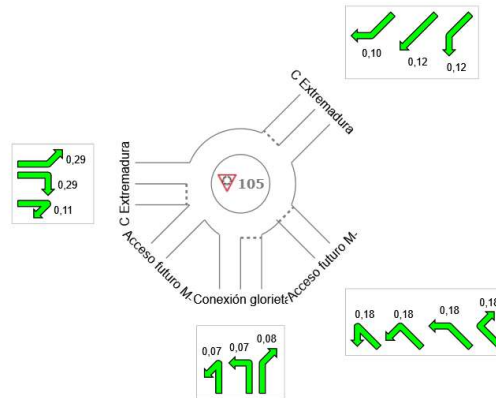 0,10
0,12
0,12
C Extremadura
0,29
0,29
0,11
C Extremadura
105
Acceso futuro M-
Conexión gloriet
Acceso futuro M-
0,18
0,18
0,18
0,18
0,07
0,07
0,08